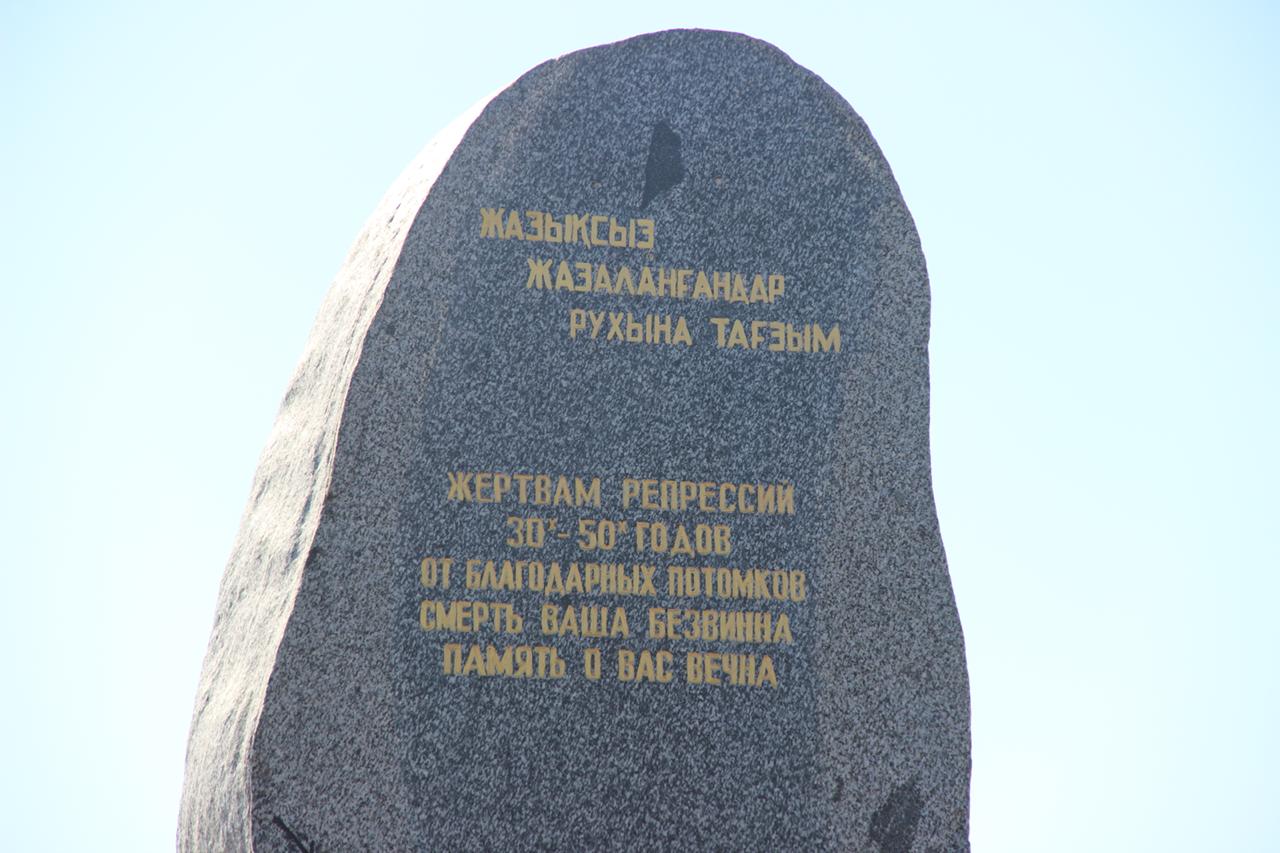 ЖАЗЫҚСЫЗ
ЖАЗАЛАНҒАНДАР
РУХЫНА ТАҒЗЫМ
ЖЕРТВАМ РЕПРЕССИИ
30х-50х ГОДОВ
ОТ БЛАГОДАРНЫХ ПОТОМКОВ
СМЕРТЬ ВАША БЕЗВИННА
ПАМЯТЬ О ВАС ВЕЧНА